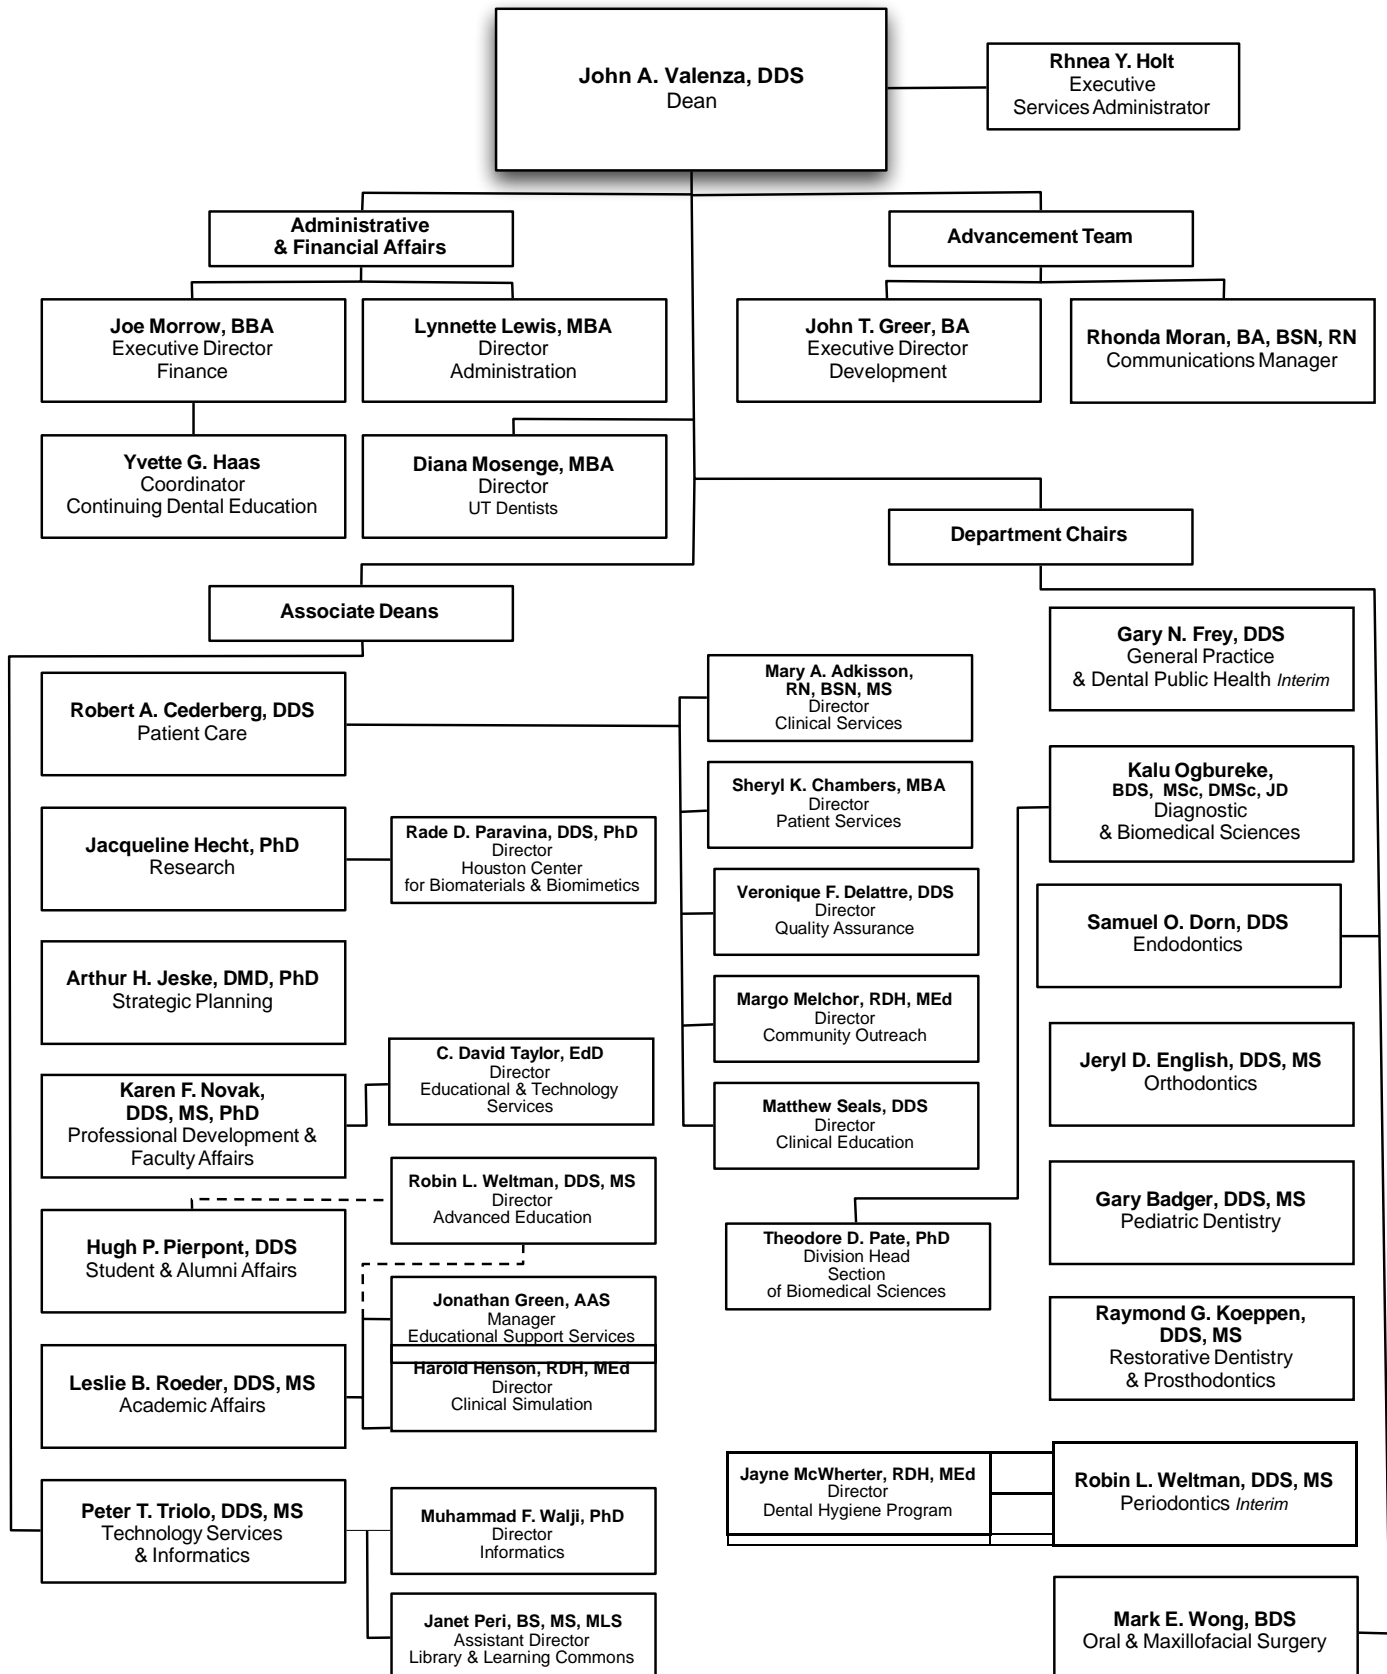 John A. Valenza, DDS
Dean
Rhnea Y. Holt
Executive
Services Administrator
Administrative
& Financial Affairs
Advancement Team
Joe Morrow, BBA
Executive Director
Finance
Lynnette Lewis, MBA
Director
Administration
John T. Greer, BA
Executive Director
Development
Rhonda Moran, BA, BSN, RN
Communications Manager
Yvette G. Haas
Coordinator
Continuing Dental Education
Diana Mosenge, MBA
Director
UT Dentists
Department Chairs
Associate Deans
Robert A. Cederberg, DDS
Patient Care
Mary A. Adkisson,
RN, BSN, MS
Director
Clinical Services
Sheryl K. Chambers, MBA
Director
Patient Services
Veronique F. Delattre, DDS
Director
Quality Assurance
Margo Melchor, RDH, MEd
Director
Community Outreach
Matthew Seals, DDS
Director
Clinical Education
Jacqueline Hecht, PhD
Research
Rade D. Paravina, DDS, PhD
Director
Houston Center
for Biomaterials & Biomimetics
Arthur H. Jeske, DMD, PhD
Strategic Planning
Karen F. Novak,
DDS, MS, PhD
Professional Development &
Faculty Affairs
C. David Taylor, EdD
Director
Educational & Technology
Services
Hugh P. Pierpont, DDS
Student & Alumni Affairs
Robin L. Weltman, DDS, MS
Director
Advanced Education
Leslie B. Roeder, DDS, MS
Academic Affairs
Jonathan Green, AAS
Manager
Educational Support Services
Harold Henson, RDH, MEd
Director
Clinical Simulation
Peter T. Triolo, DDS, MS
Technology Services
& Informatics
Muhammad F. Walji, PhD
Director
Informatics
Janet Peri, BS, MS, MLS
Assistant Director
Library & Learning Commons
Gary N. Frey, DDS
General Practice
& Dental Public Health Interim
Kalu Ogbureke,
BDS, MSc, DMSc, JD
Diagnostic
& Biomedical Sciences
Theodore D. Pate, PhD
Division Head
Section
of Biomedical Sciences
Samuel O. Dorn, DDS
Endodontics
Jeryl D. English, DDS, MS
Orthodontics
Gary Badger, DDS, MS
Pediatric Dentistry
Raymond G. Koeppen,
DDS, MS
Restorative Dentistry
& Prosthodontics
Jayne McWherter, RDH, MEd
Director
Dental Hygiene Program
Robin L. Weltman, DDS, MS
Periodontics Interim
Mark E. Wong, BDS
Oral & Maxillofacial Surgery